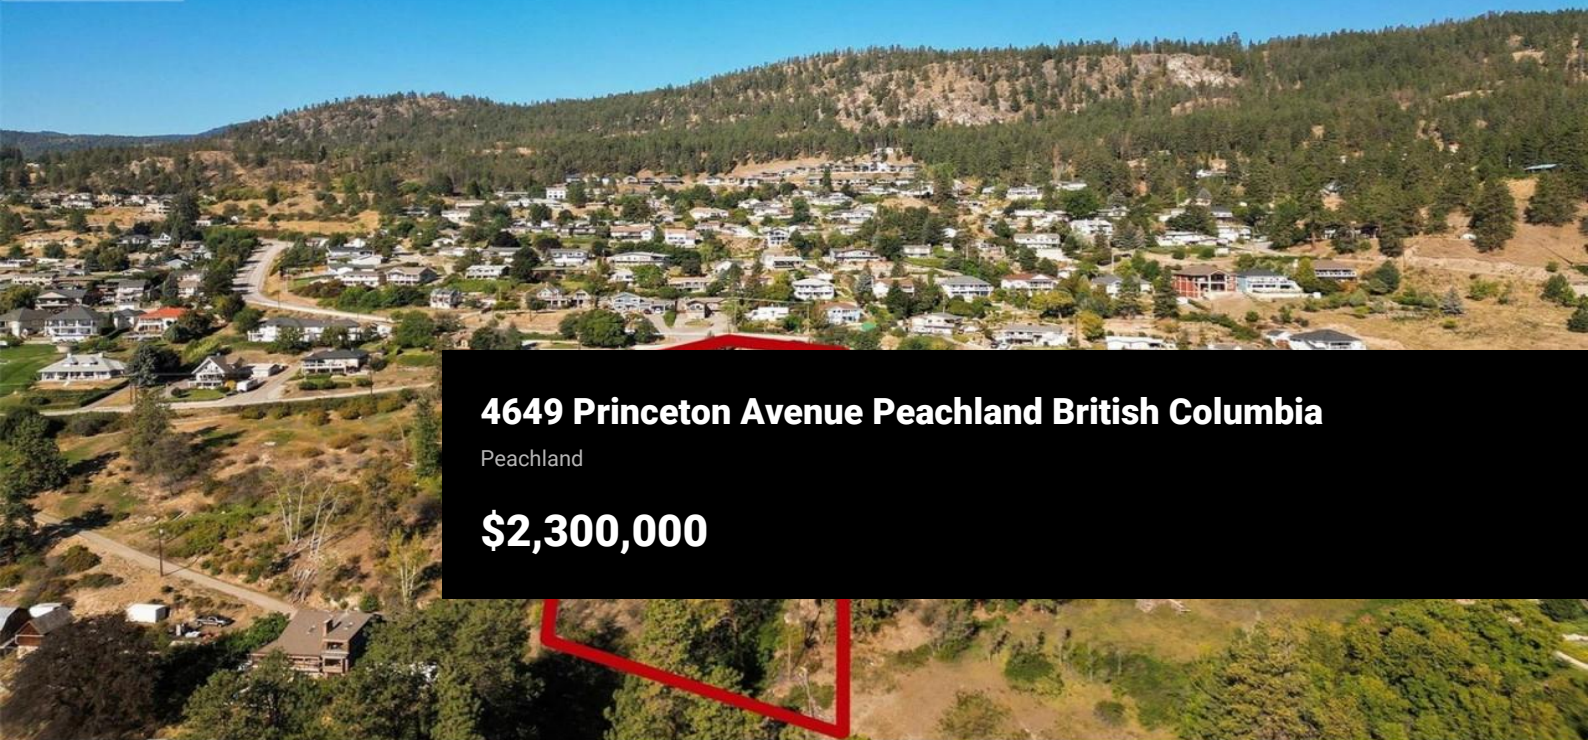 4649 Princeton Avenue Peachland British Columbia
Peachland
$2,300,000